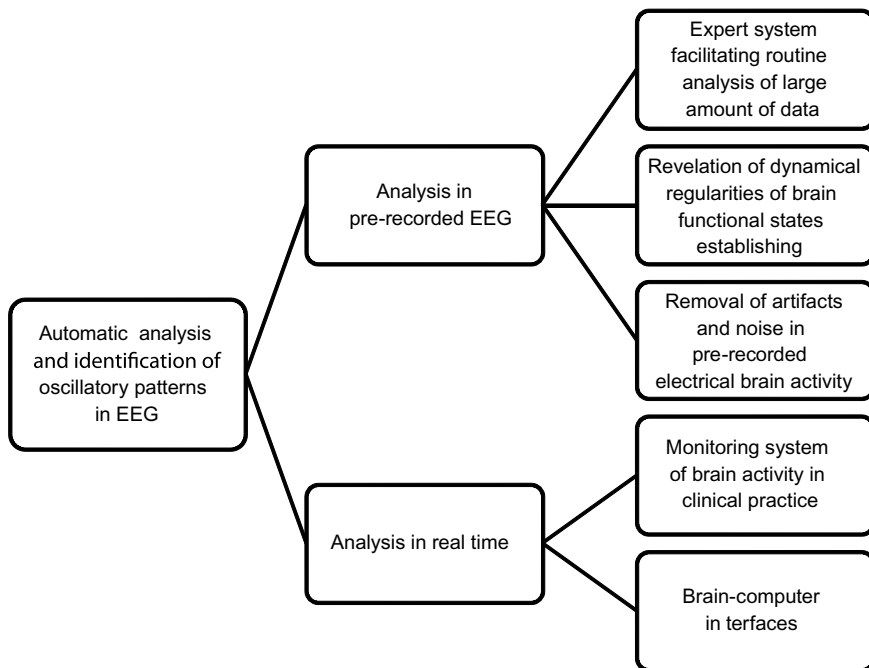 Automatic analysis
and identification of
oscillatory patterns
in EEG
Analysis in
pre-recorded EEG
Expert system
facilitating routine
analysis of large
amount of data
Revelation of dynamical
regularities of brain
functional states
establishing
Removal of artifacts
and noise in
pre-recorded
electrical brain activity
Analysis in real time
Monitoring system
of brain activity in
clinical practice
Brain-computer
in terfaces